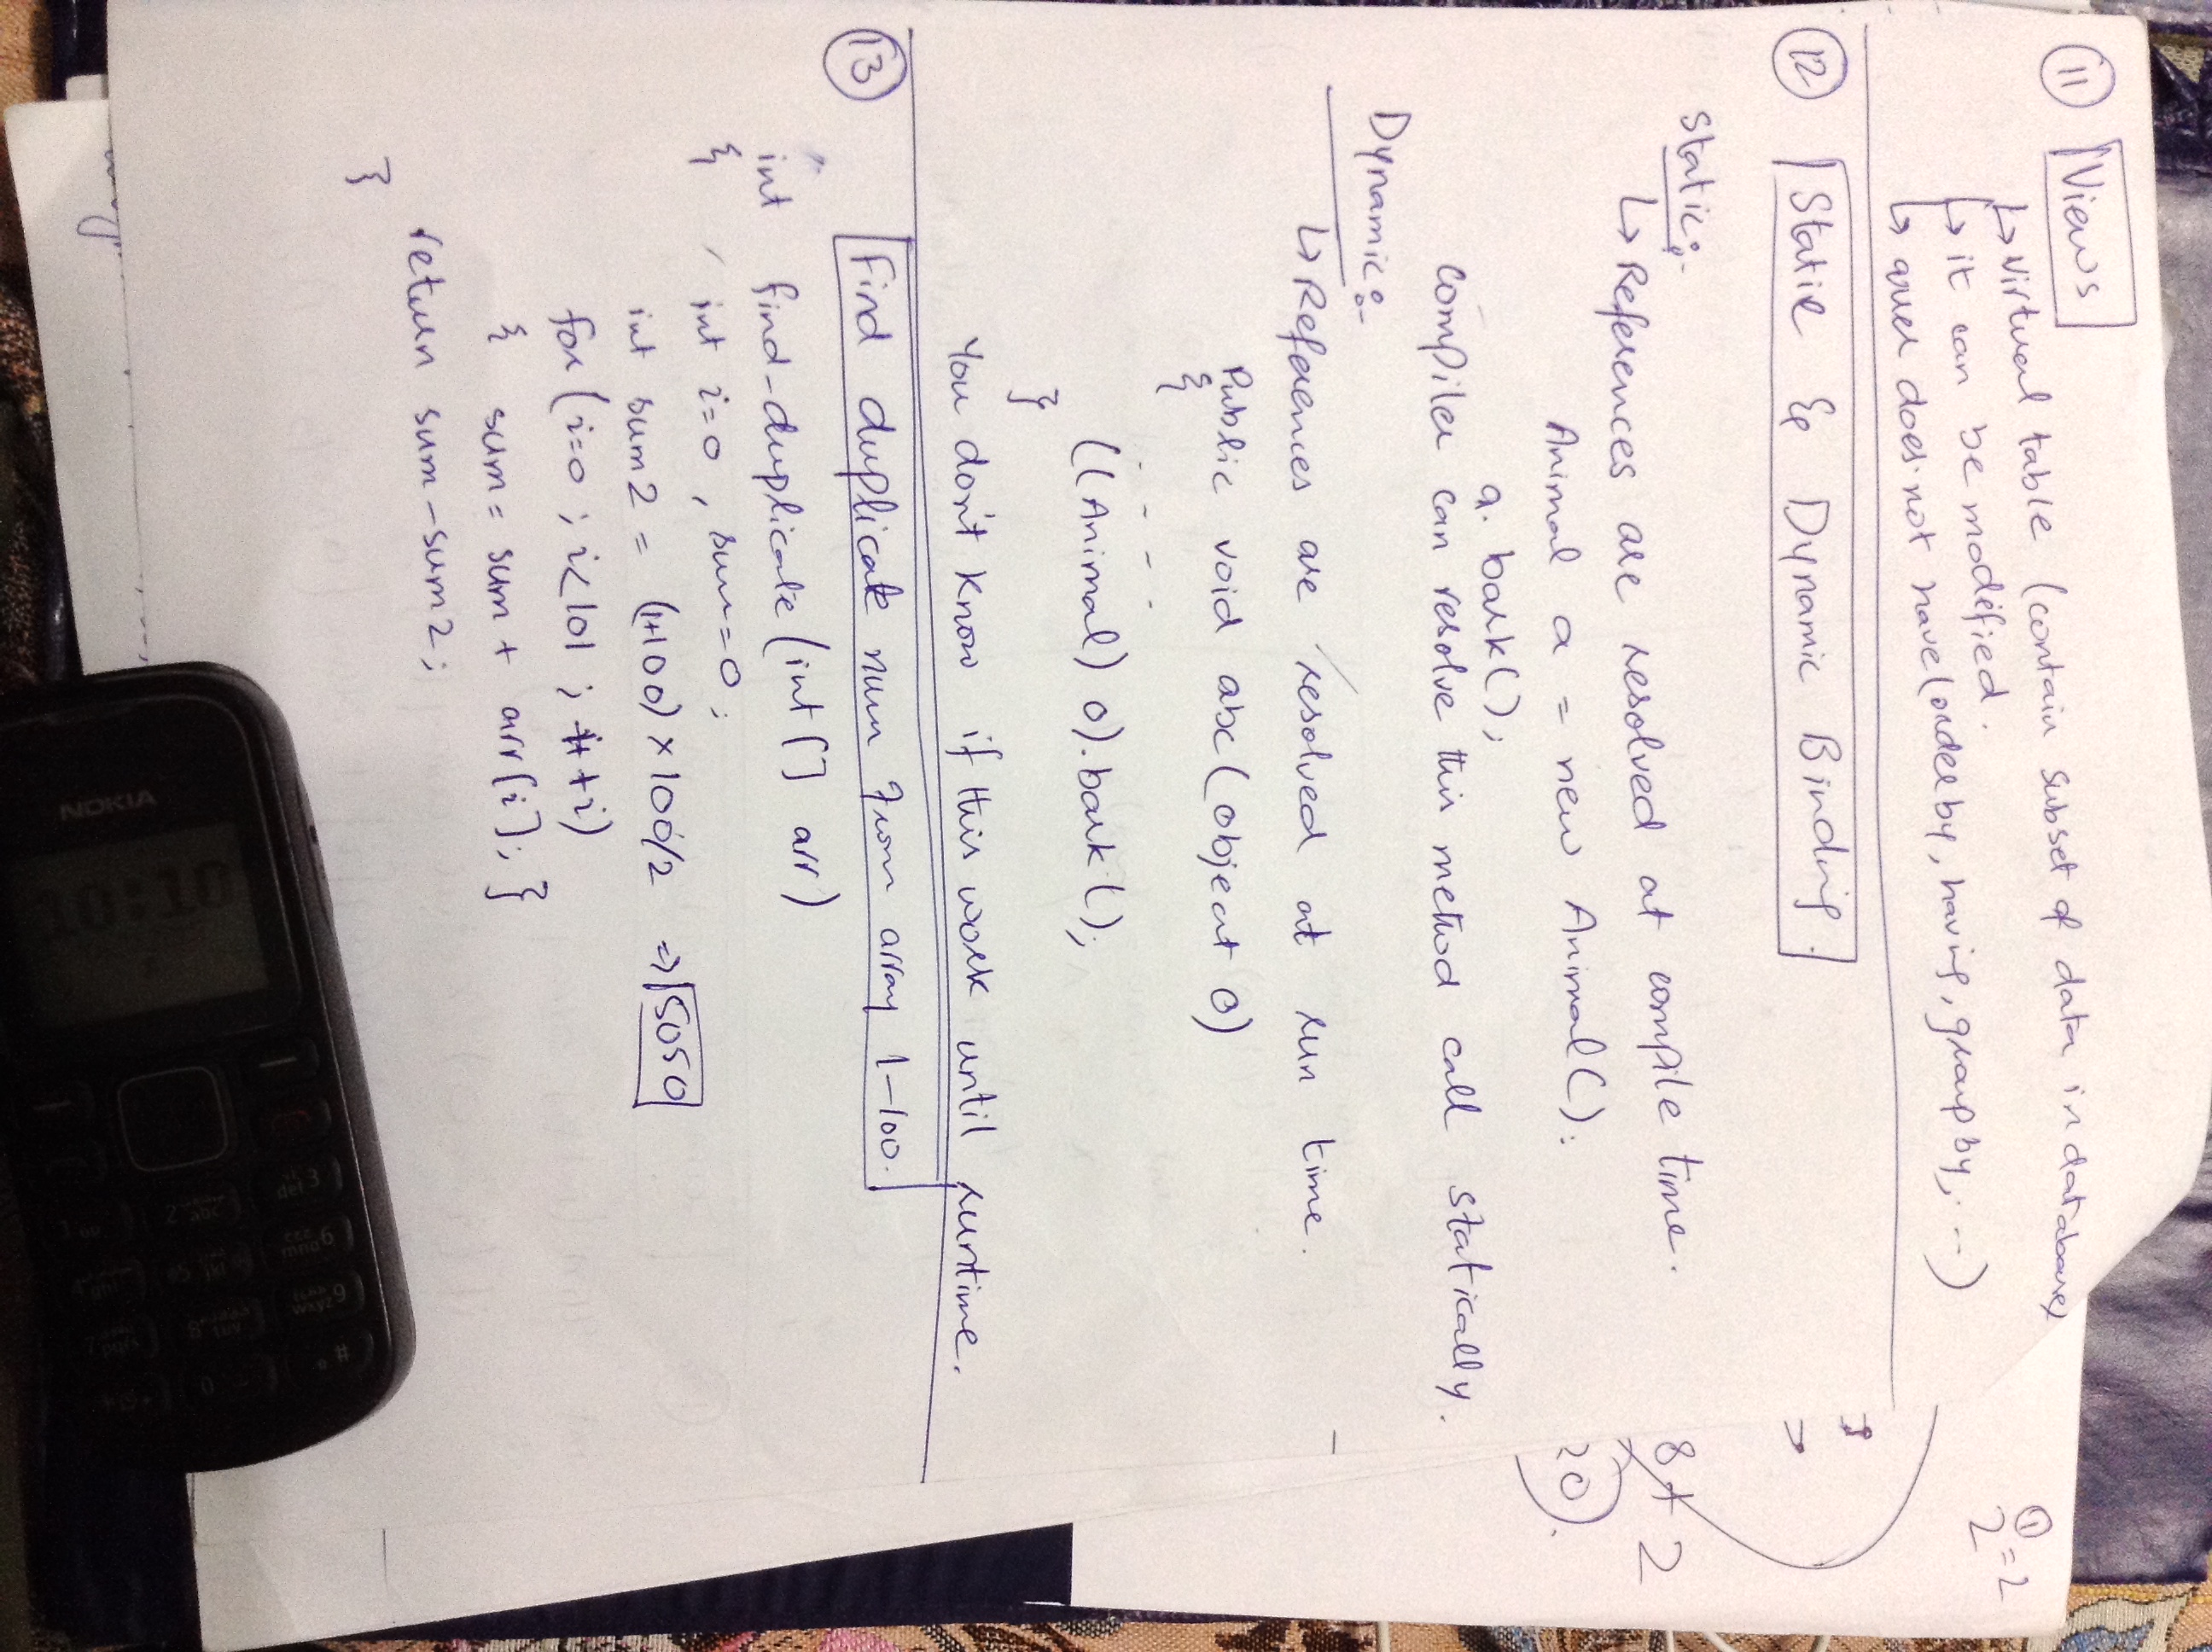 11 Views
↳ Virtual table (contain subset of data in database)
↳ it can be modified.
↳ does not have (order by, having, group by, ...)
12 Static & Dynamic Binding.
Static:-
↳ References are resolved at compile time.
Animal a = new Animal();
a. bark();
Compiler can resolve this method call statically.
Dynamic:-
↳ References are resolved at run time.
Public void abc (object o)
{
- - - -
((Animal) o).bark();
}
You don't know if this work until runtime.
13 Find duplicate num from array 1-100.
int find-duplicate (int [] arr)
{ int i=0, sum=0;
int sum2 = (1+100) x 100/2 => 5050
for (i=0 ; i<101 ; ++i)
{ sum = sum + arr[i]; }
return sum-sum2;
}
1
2 = 2
8 + 2
20).
NOKIA
10:10